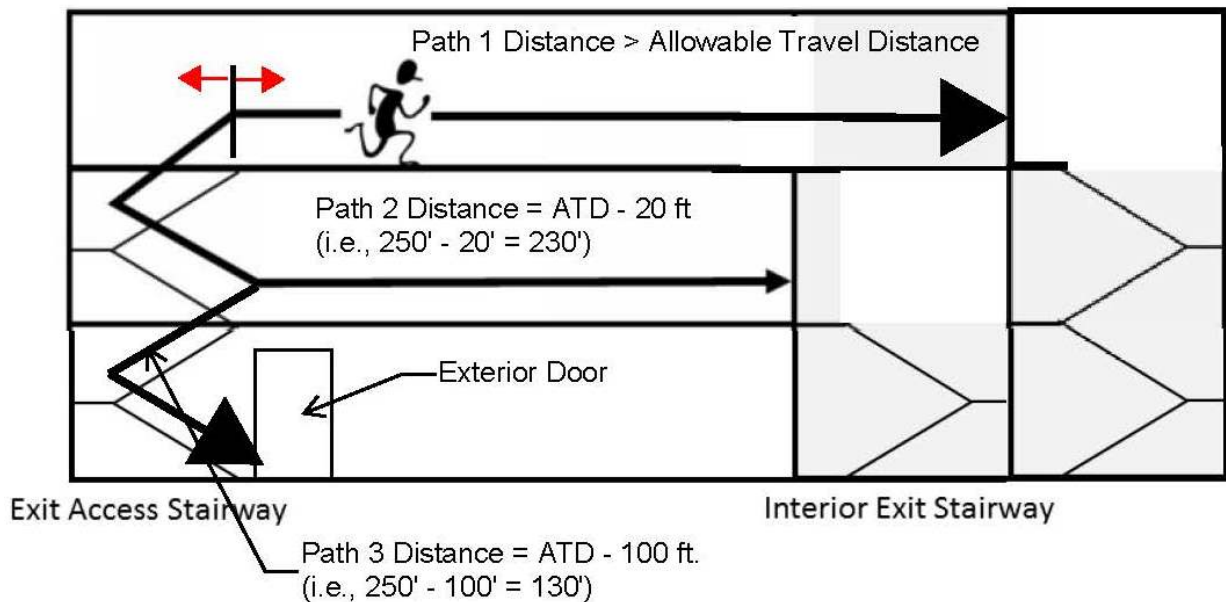 Path 1 Distance > Allowable Travel Distance
Path 2 Distance = ATD - 20 ft
(i.e., 250' - 20' = 230')
Exterior Door
Exit Access Stairway
Interior Exit Stairway
Path 3 Distance = ATD - 100 ft.
(i.e., 250' - 100' = 130')